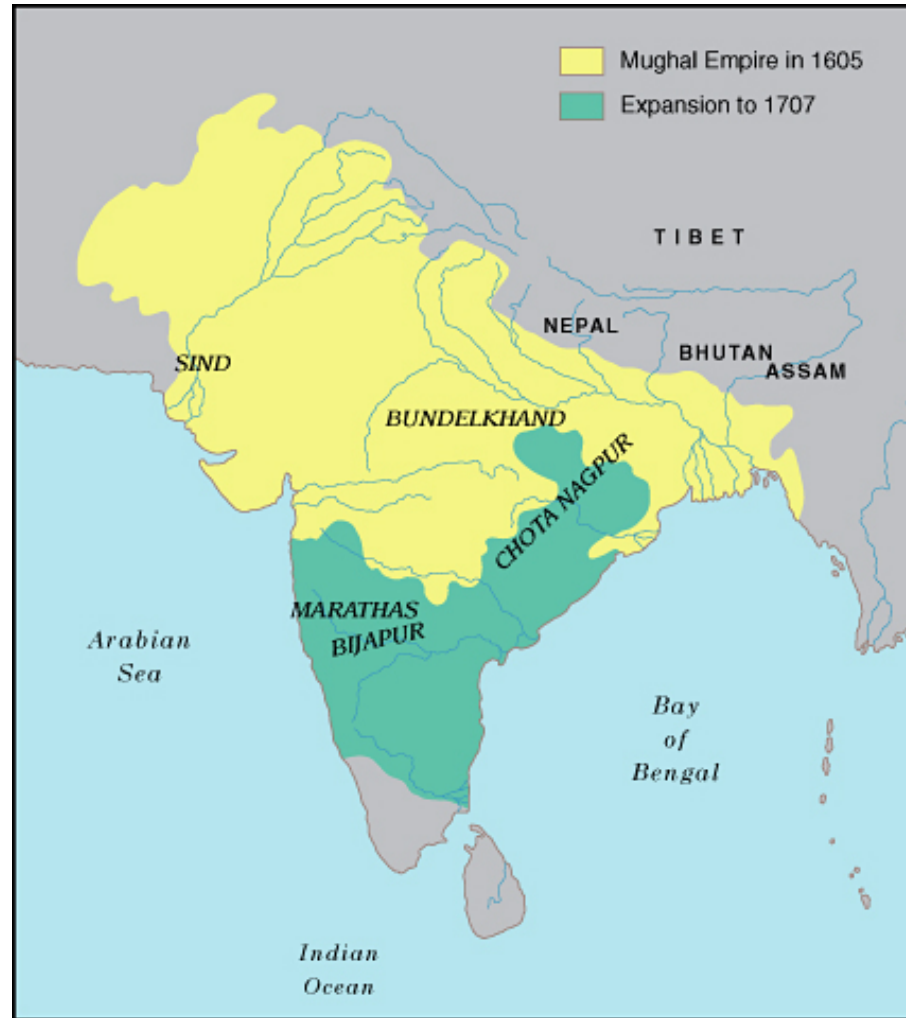 Mughal Empire in 1605
Expansion to 1707
TIBET
NEPAL
BHUTAN
ASSAM
SIND
BUNDELKHAND
CHOTA NAGPUR
MARATHAS
BIJAPUR
Arabian
Sea
Bay
of
Bengal
Indian
Ocean